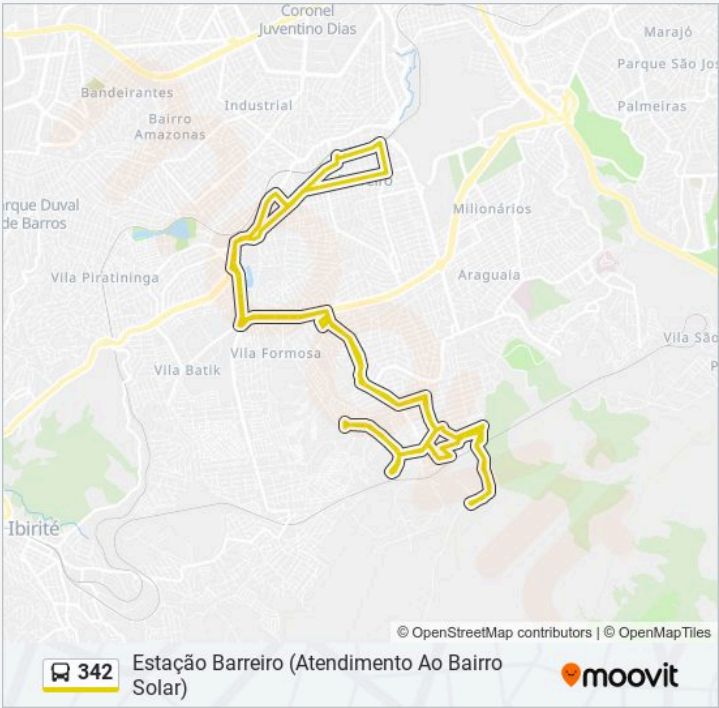 Coronel
Juventino Dias
Marajó
Parque São Jos
Bandeirantes
Industrial
Palmeiras
Bairro
Amazonas
rque Duval
de Barros
Milionários
Vila Piratininga
Araguaia
Vila São
P
Vila Formosa
Vila Batik
Ibirité
© OpenStreetMap contributors | © OpenMapTiles
342
Estação Barreiro (Atendimento Ao Bairro
Solar)
moovit